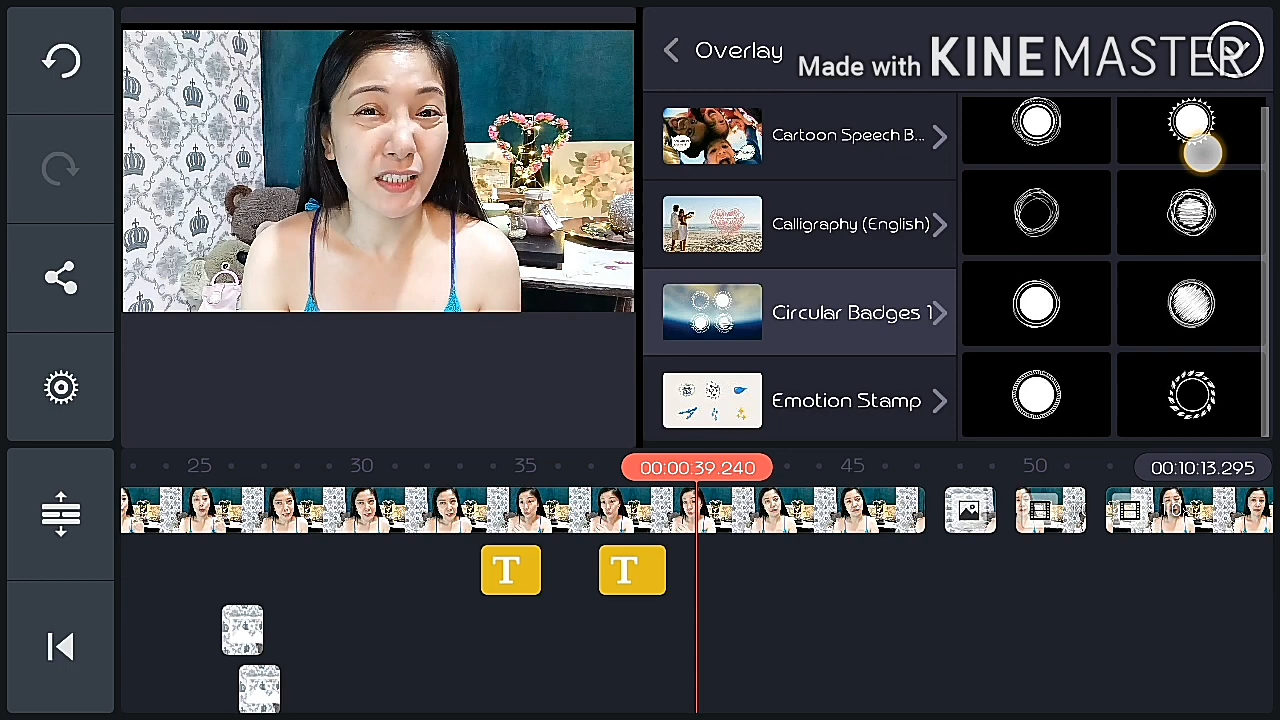 Overlay
Made with KINEMASTER
Cartoon Speech B...
Calligraphy (English)
Circular Badges 1
Emotion Stamp
25
30
35
00:00:39.240
45
50
00:10:13.295
T
T